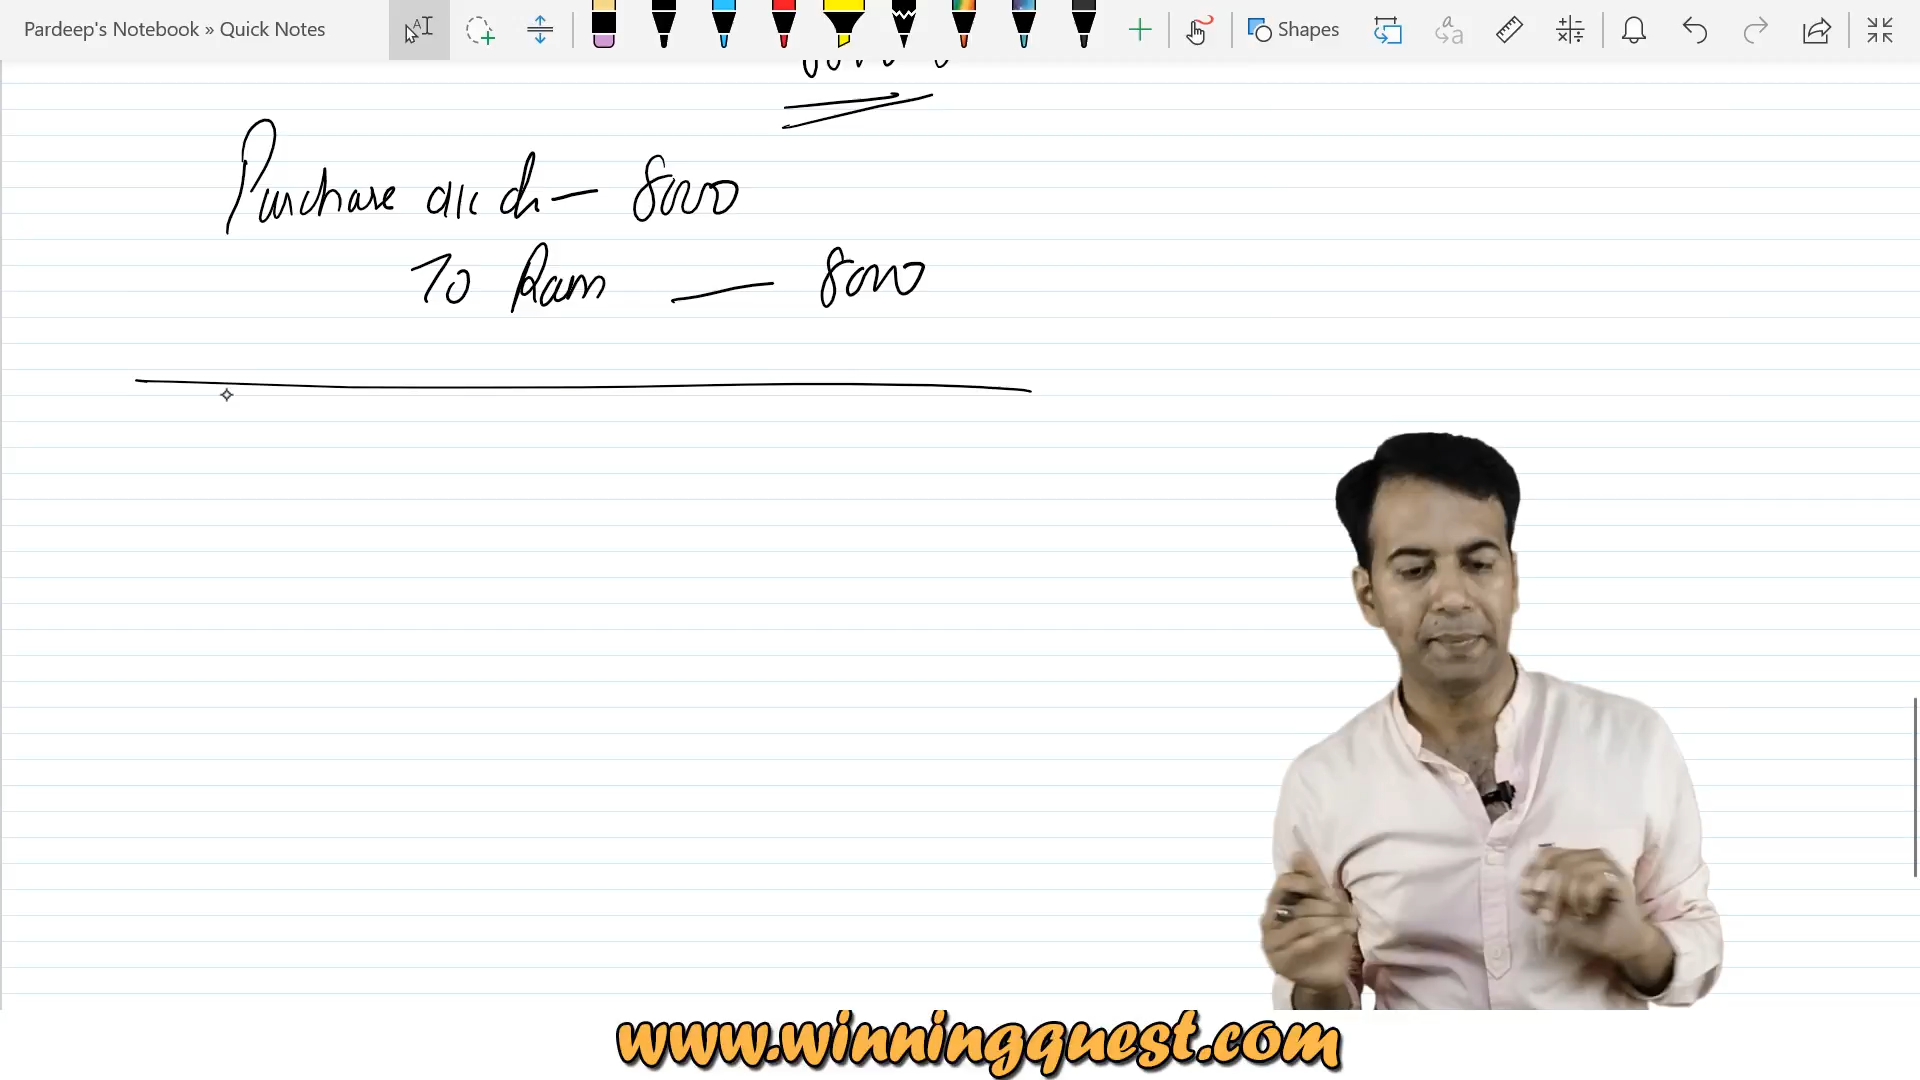 Pardeep's Notebook » Quick Notes
Shapes
Purchase a/c dr — 8000
To Ram — 8000
www.winningquest.com